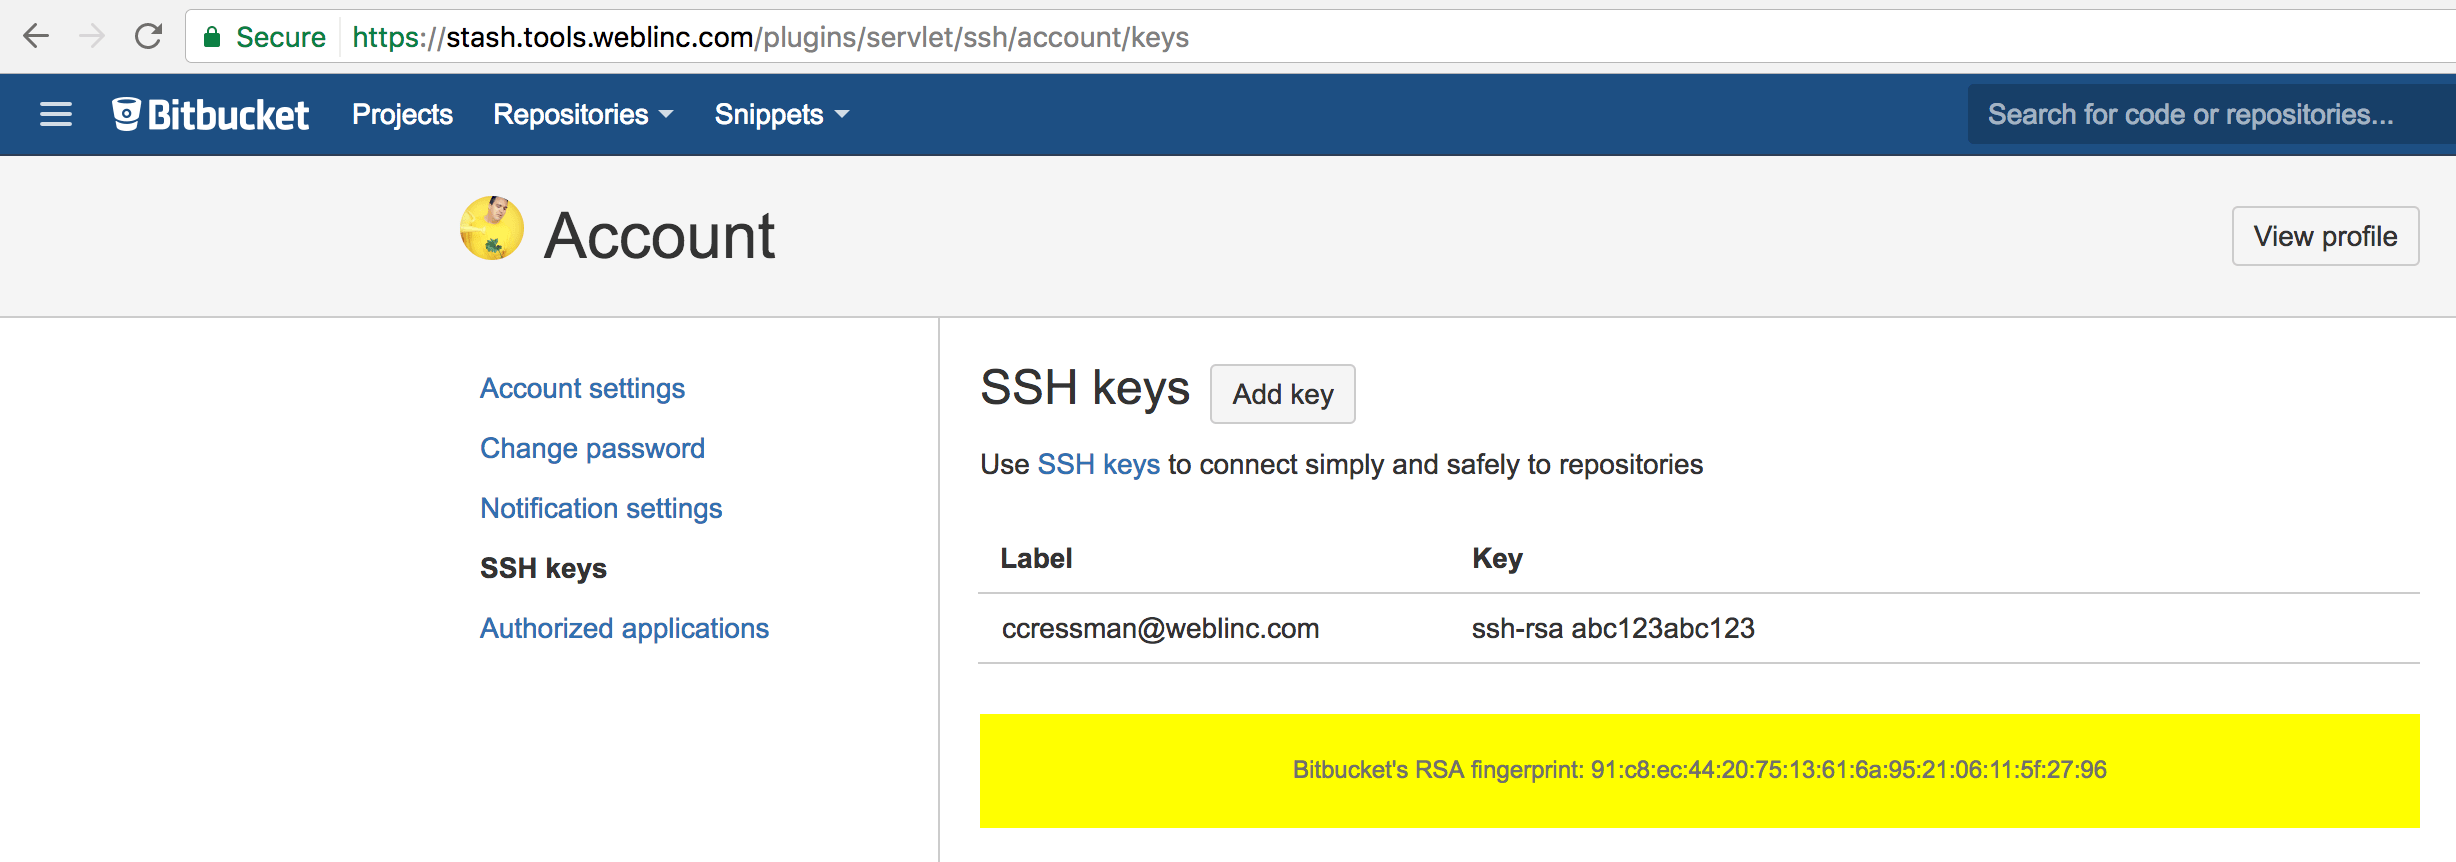 Secure https://stash.tools.weblinc.com/plugins/servlet/ssh/account/keys
Bitbucket Projects Repositories Snippets Search for code or repositories...
Account View profile
Account settings
Change password
Notification settings
SSH keys
Authorized applications
SSH keys Add key
Use SSH keys to connect simply and safely to repositories
Label Key
ccressman@weblinc.com ssh-rsa abc123abc123
Bitbucket's RSA fingerprint: 91:c8:ec:44:20:75:13:61:6a:95:21:06:11:5f:27:96